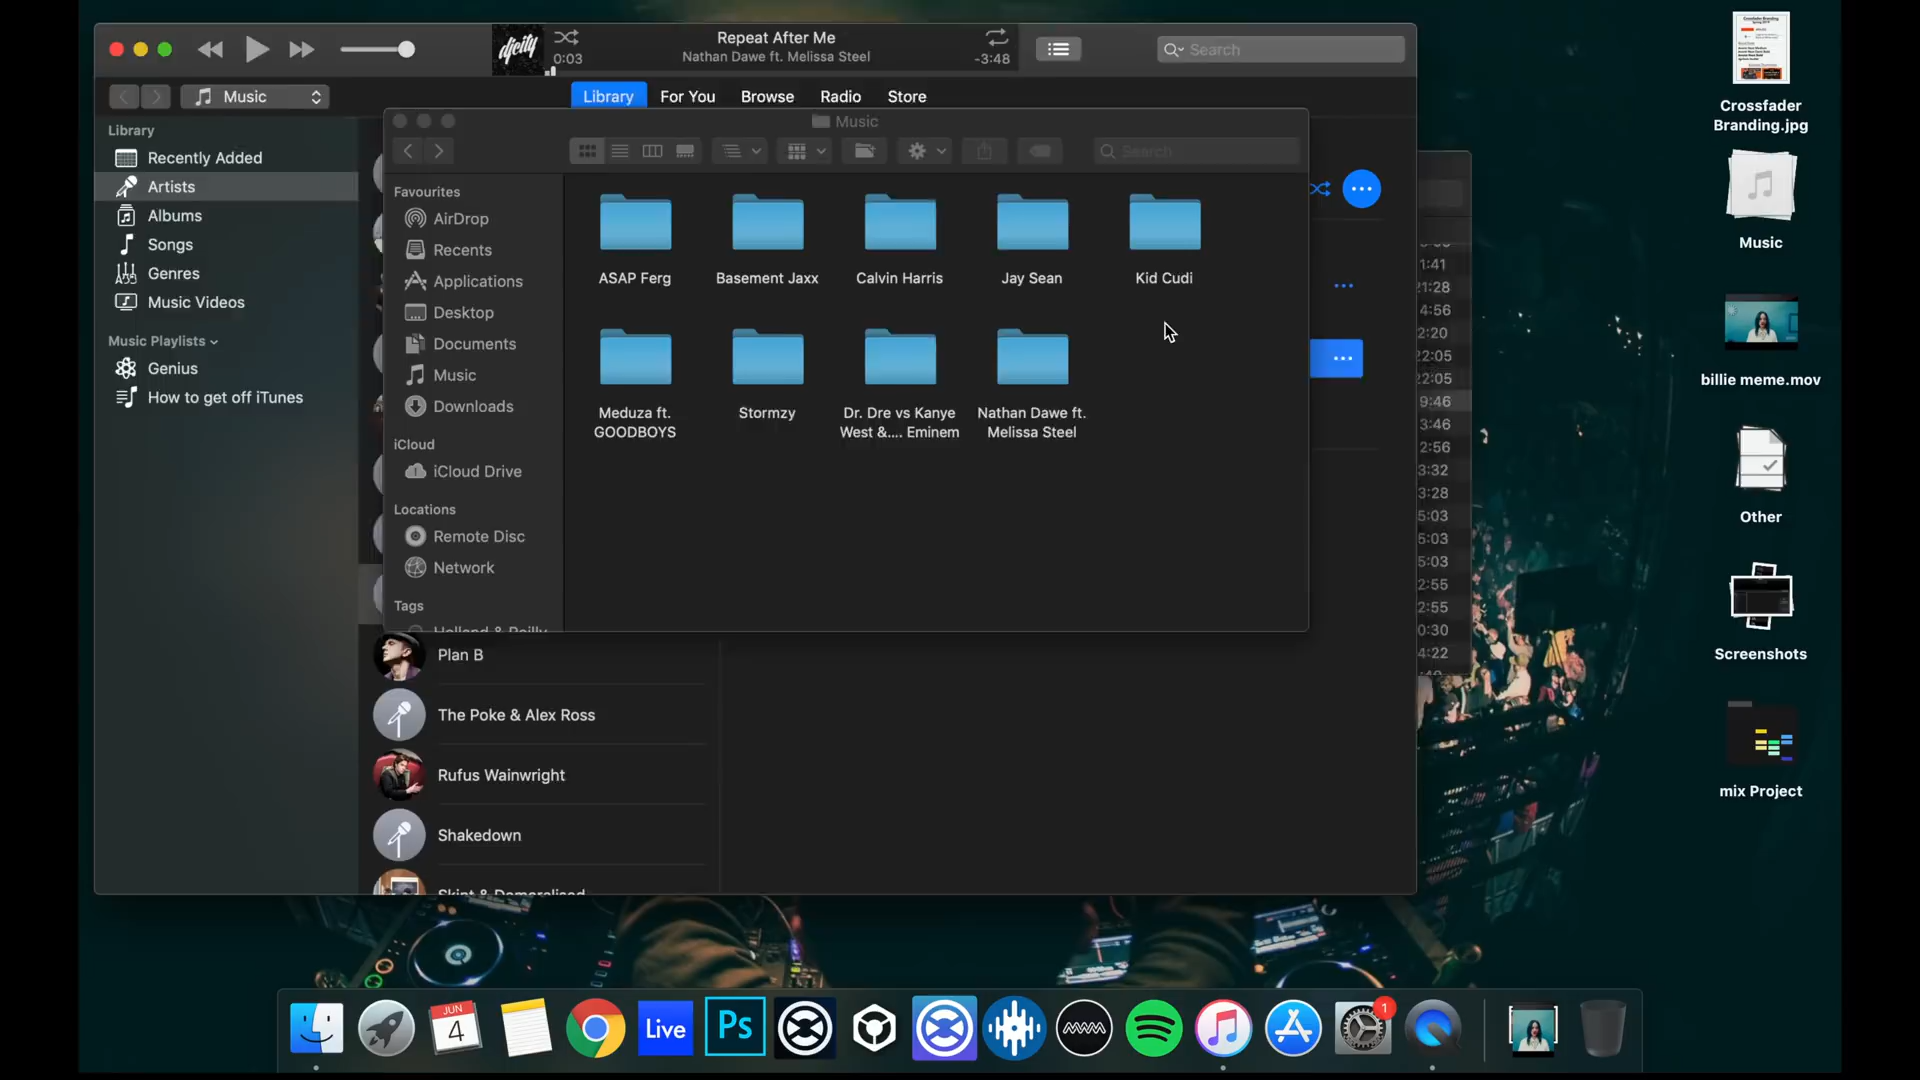 djcity
0:03
Repeat After Me
Nathan Dawe ft. Melissa Steel
-3:48
Search
Music
Library
For You
Browse
Radio
Store
Library
Recently Added
Artists
Albums
Songs
Genres
Music Videos
Music Playlists
Genius
How to get off iTunes
Music
Search
Favourites
AirDrop
Recents
Applications
Desktop
Documents
Music
Downloads
iCloud
iCloud Drive
Locations
Remote Disc
Network
Tags
ASAP Ferg
Basement Jaxx
Calvin Harris
Jay Sean
Kid Cudi
Meduza ft.
GOODBOYS
Stormzy
Dr. Dre vs Kanye
West &.... Eminem
Nathan Dawe ft.
Melissa Steel
Plan B
The Poke & Alex Ross
Rufus Wainwright
Shakedown
1:41
21:28
4:56
2:20
22:05
22:05
9:46
3:46
2:56
3:32
3:28
5:03
5:03
5:03
2:55
2:55
0:30
4:22
Crossfader
Branding.jpg
Music
billie meme.mov
Other
Screenshots
mix Project
JUN
4
Live
Ps
1